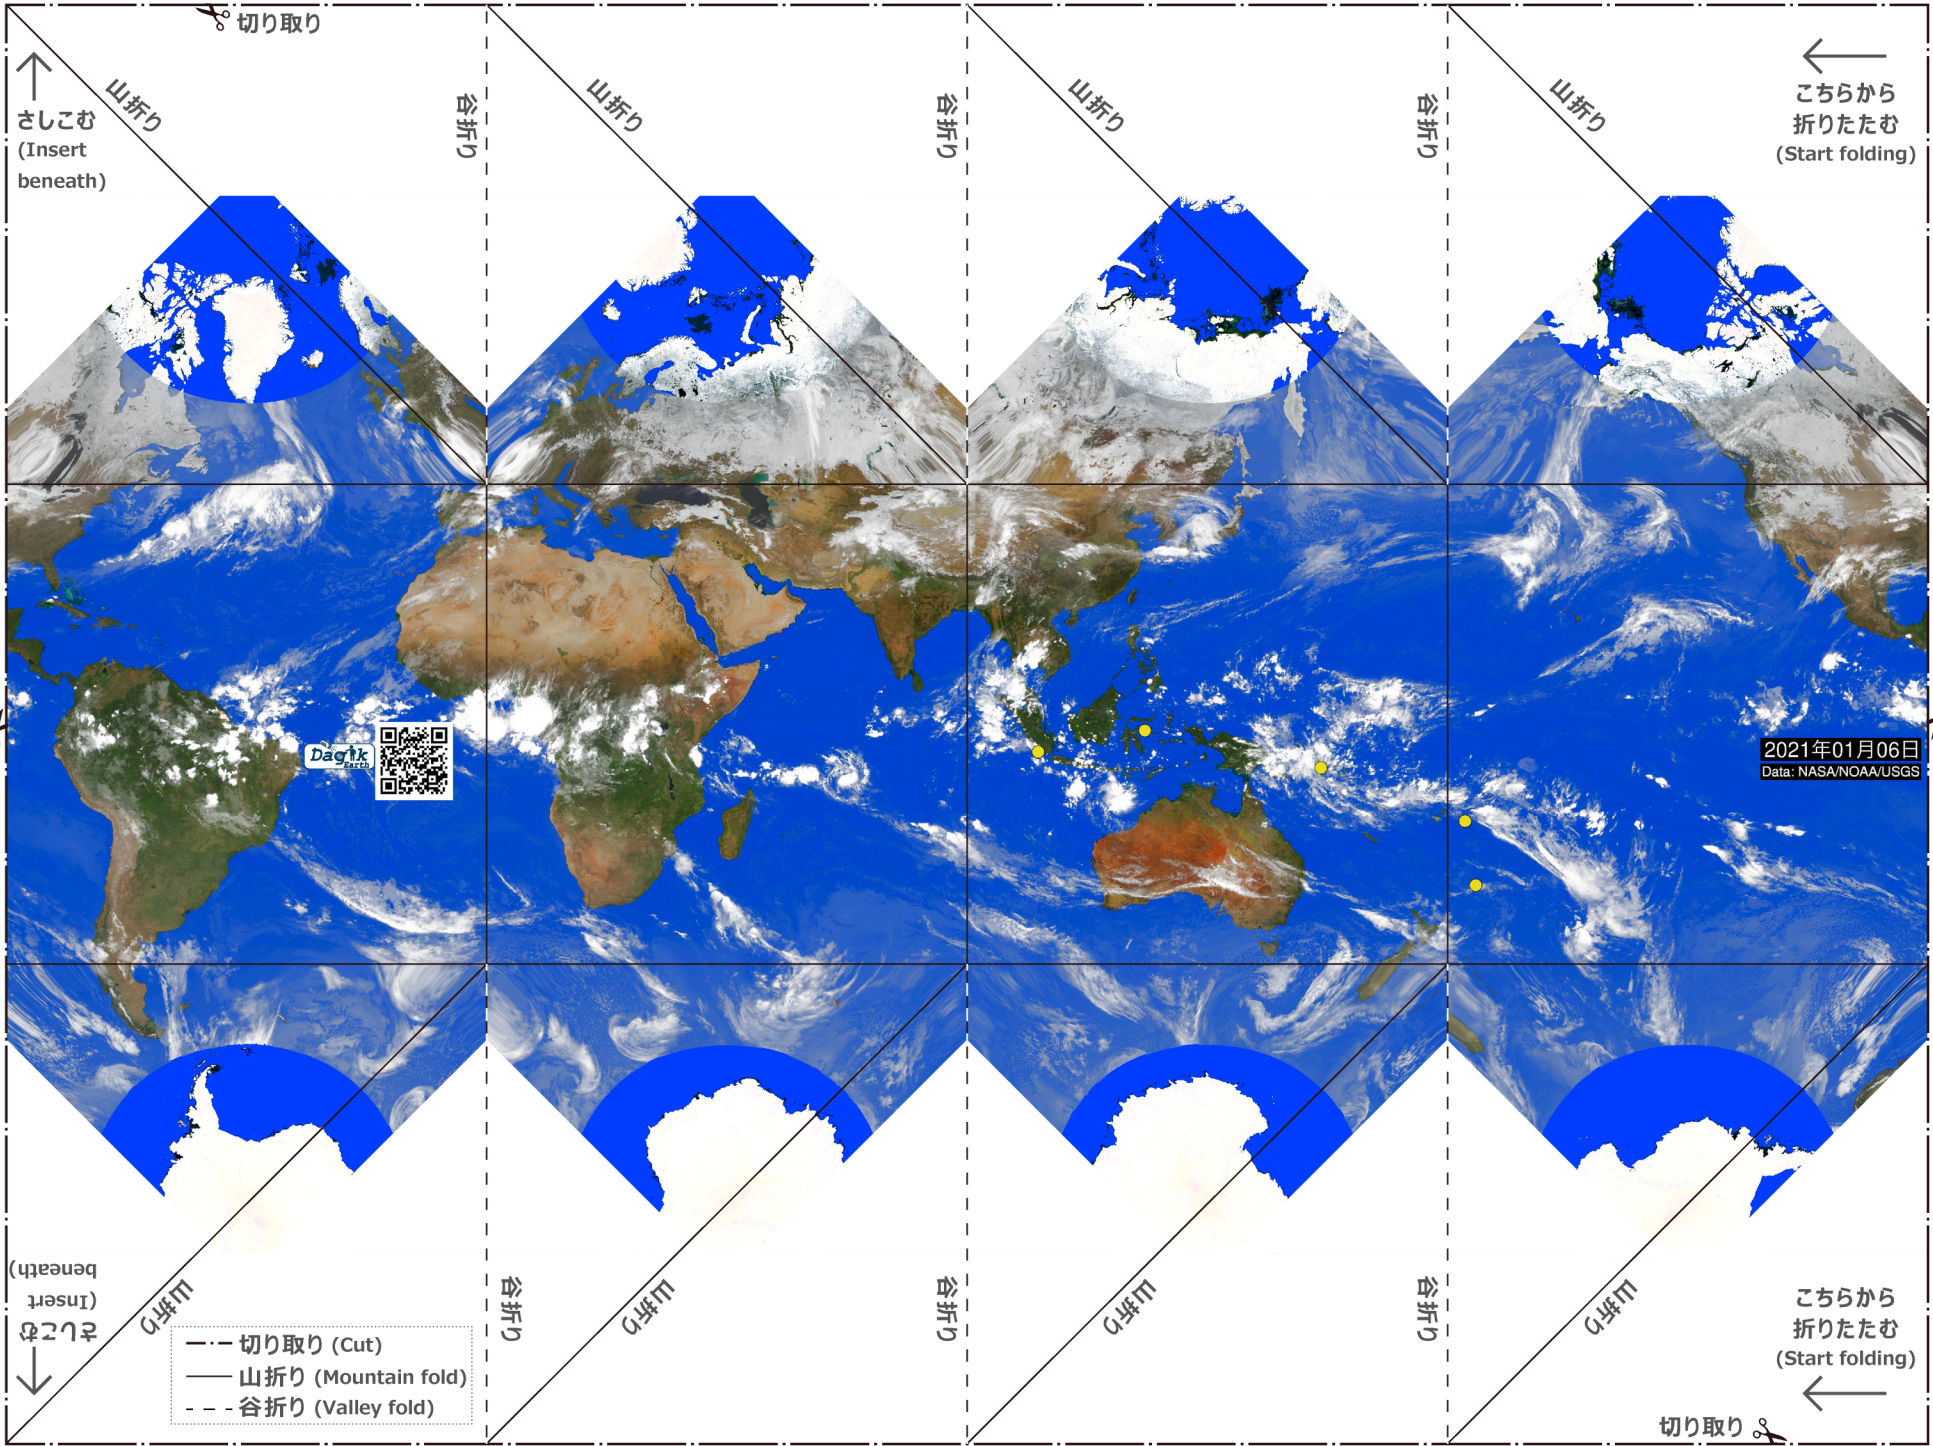 切り取り
山折り
谷折り
山折り
谷折り
山折り
谷折り
山折り
さしこむ
(Insert
beneath)
こちらから
折りたたむ
(Start folding)
Dagik
Earth
2021年01月06日
Data: NASA/NOAA/USGS
さしこむ
(Insert
beneath)
山折り
谷折り
山折り
谷折り
山折り
谷折り
山折り
こちらから
折りたたむ
(Start folding)
切り取り (Cut)
山折り (Mountain fold)
谷折り (Valley fold)
切り取り